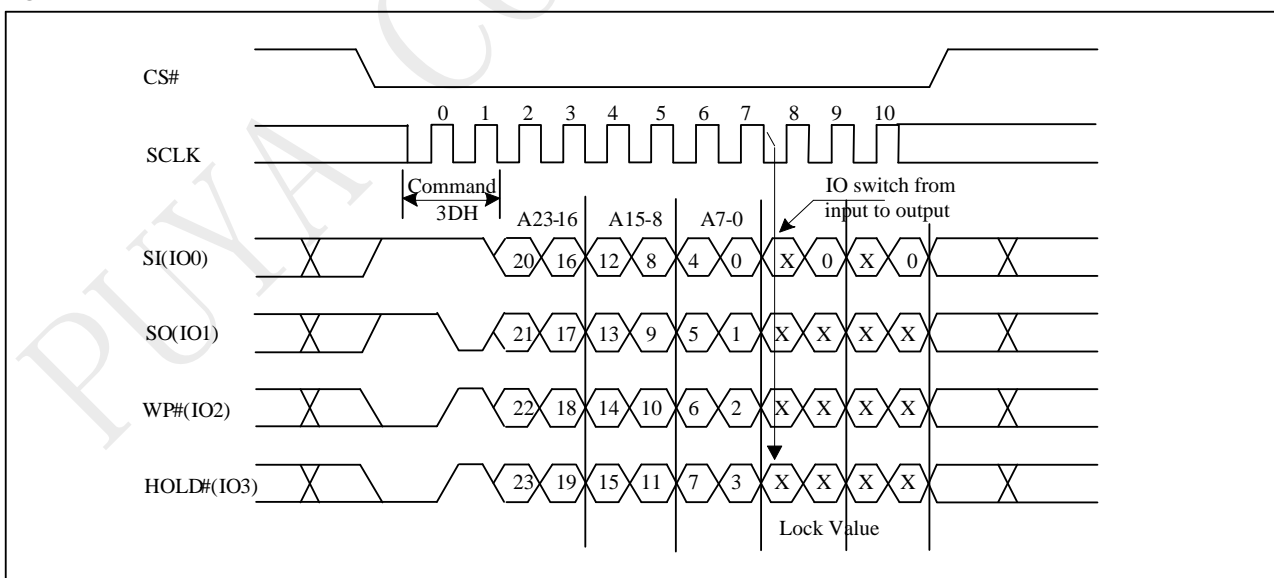 CS#
0 1 2 3 4 5 6 7 8 9 10
SCLK
Command
3DH
IO switch from
input to output
A23-16 A15-8 A7-0
SI(IO0) 20 16 12 8 4 0 X 0 X 0
SO(IO1) 21 17 13 9 5 1 X X X X
WP#(IO2) 22 18 14 10 6 2 X X X X
HOLD#(IO3) 23 19 15 11 7 3 X X X X
Lock Value
PUYA